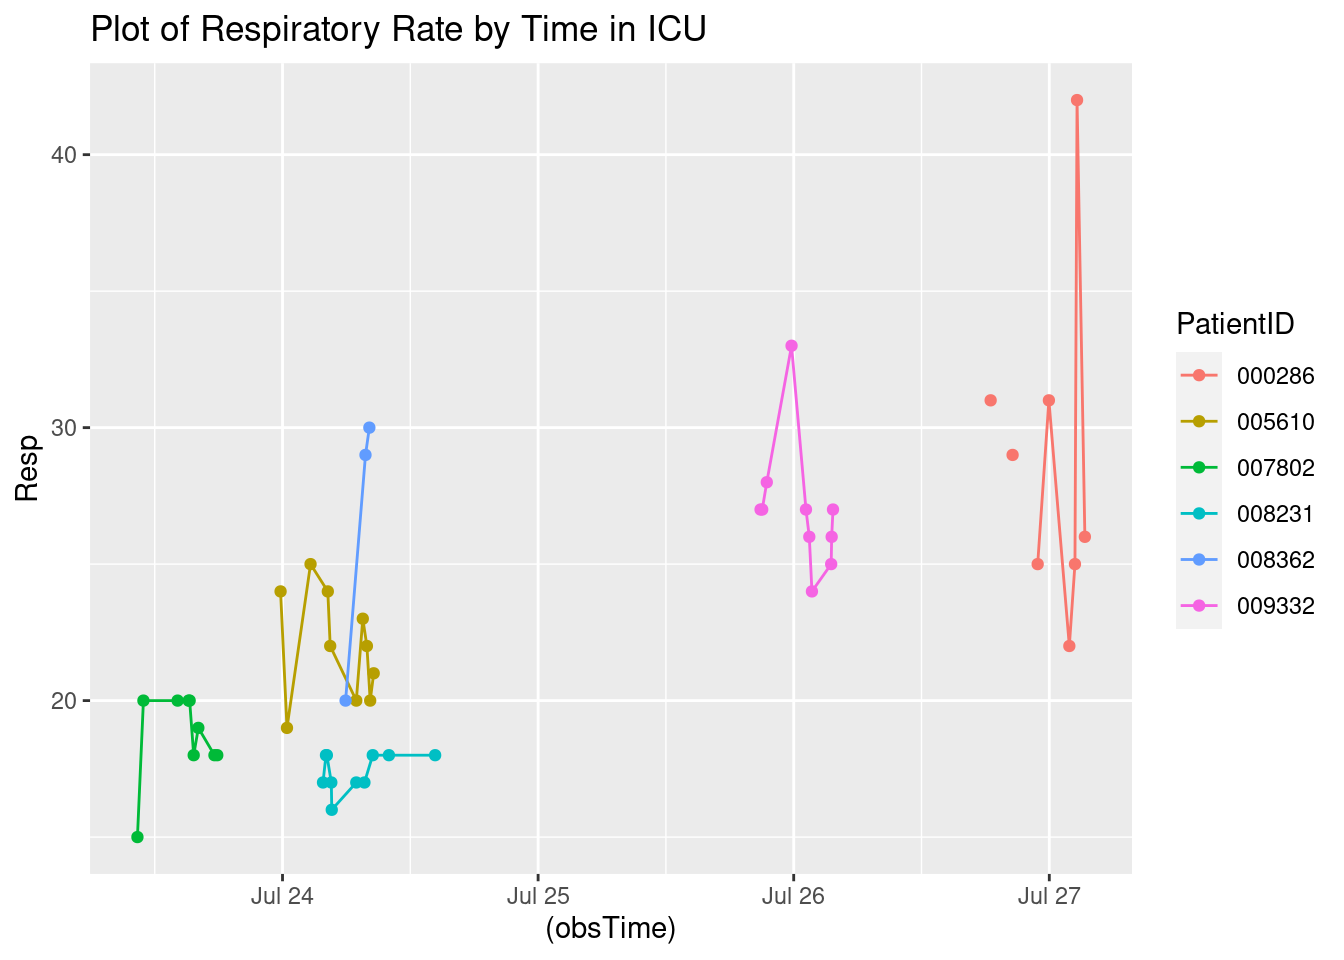 Plot of Respiratory Rate by Time in ICU
40
30
20
Resp
Jul 24
Jul 25
Jul 26
Jul 27
(obsTime)
PatientID
000286
005610
007802
008231
008362
009332